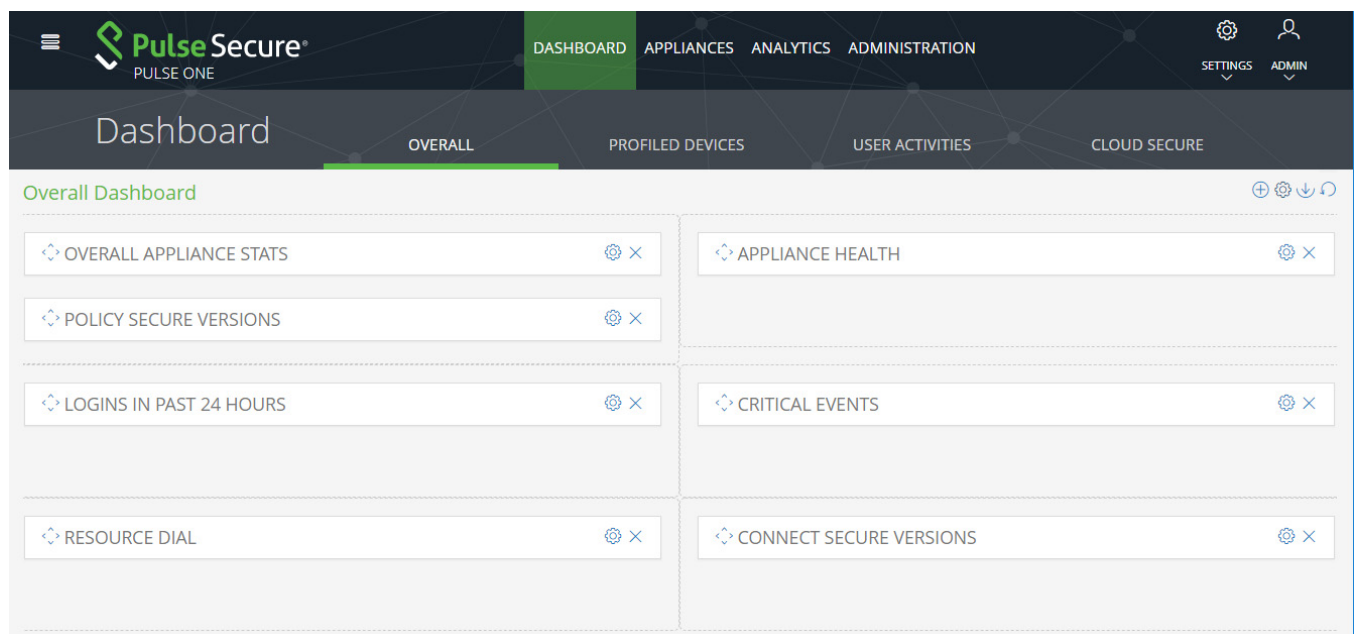 Pulse Secure®
PULSE ONE
DASHBOARD APPLIANCES ANALYTICS ADMINISTRATION
SETTINGS ADMIN
Dashboard OVERALL PROFILED DEVICES USER ACTIVITIES CLOUD SECURE
Overall Dashboard
OVERALL APPLIANCE STATS
APPLIANCE HEALTH
POLICY SECURE VERSIONS
LOGINS IN PAST 24 HOURS
CRITICAL EVENTS
RESOURCE DIAL
CONNECT SECURE VERSIONS